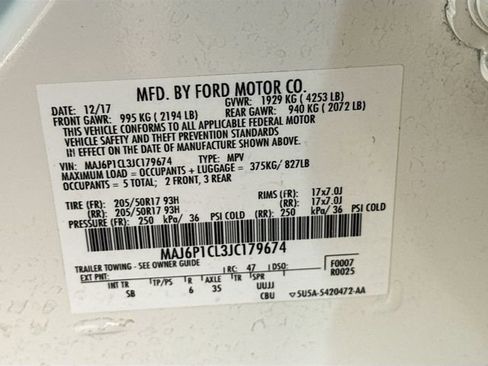 MFD. BY FORD MOTOR CO.
DATE: 12/17 GVWR: 1929 KG ( 4253 LB)
FRONT GAWR: 995 KG ( 2194 LB) REAR GAWR: 940 KG ( 2072 LB)
THIS VEHICLE CONFORMS TO ALL APPLICABLE FEDERAL MOTOR
VEHICLE SAFETY AND THEFT PREVENTION STANDARDS
IN EFFECT ON THE DATE OF MANUFACTURE SHOWN ABOVE.
VIN: MAJ6P1CL3JC179674 TYPE: MPV
MAXIMUM LOAD = OCCUPANTS + LUGGAGE = 375KG/ 827LB
OCCUPANTS = 5 TOTAL; 2 FRONT, 3 REAR
TIRE (FR): 205/50R17 93H RIMS (FR): 17x7.0J
(RR): 205/50R17 93H (RR): 17x7.0J
PRESSURE (FR): 250 kPa/ 36 PSI COLD (RR): 250 kPa/ 36 PSI COLD
MAJ6P1CL3JC179674
TRAILER TOWING - SEE OWNER GUIDE
EXT PNT: RC: 47 DSO: F0007
R0025
INT TR TP/PS R AXLE TR SPR UUJJ
SB 6 35 CBU 5U5A-5420472-AA